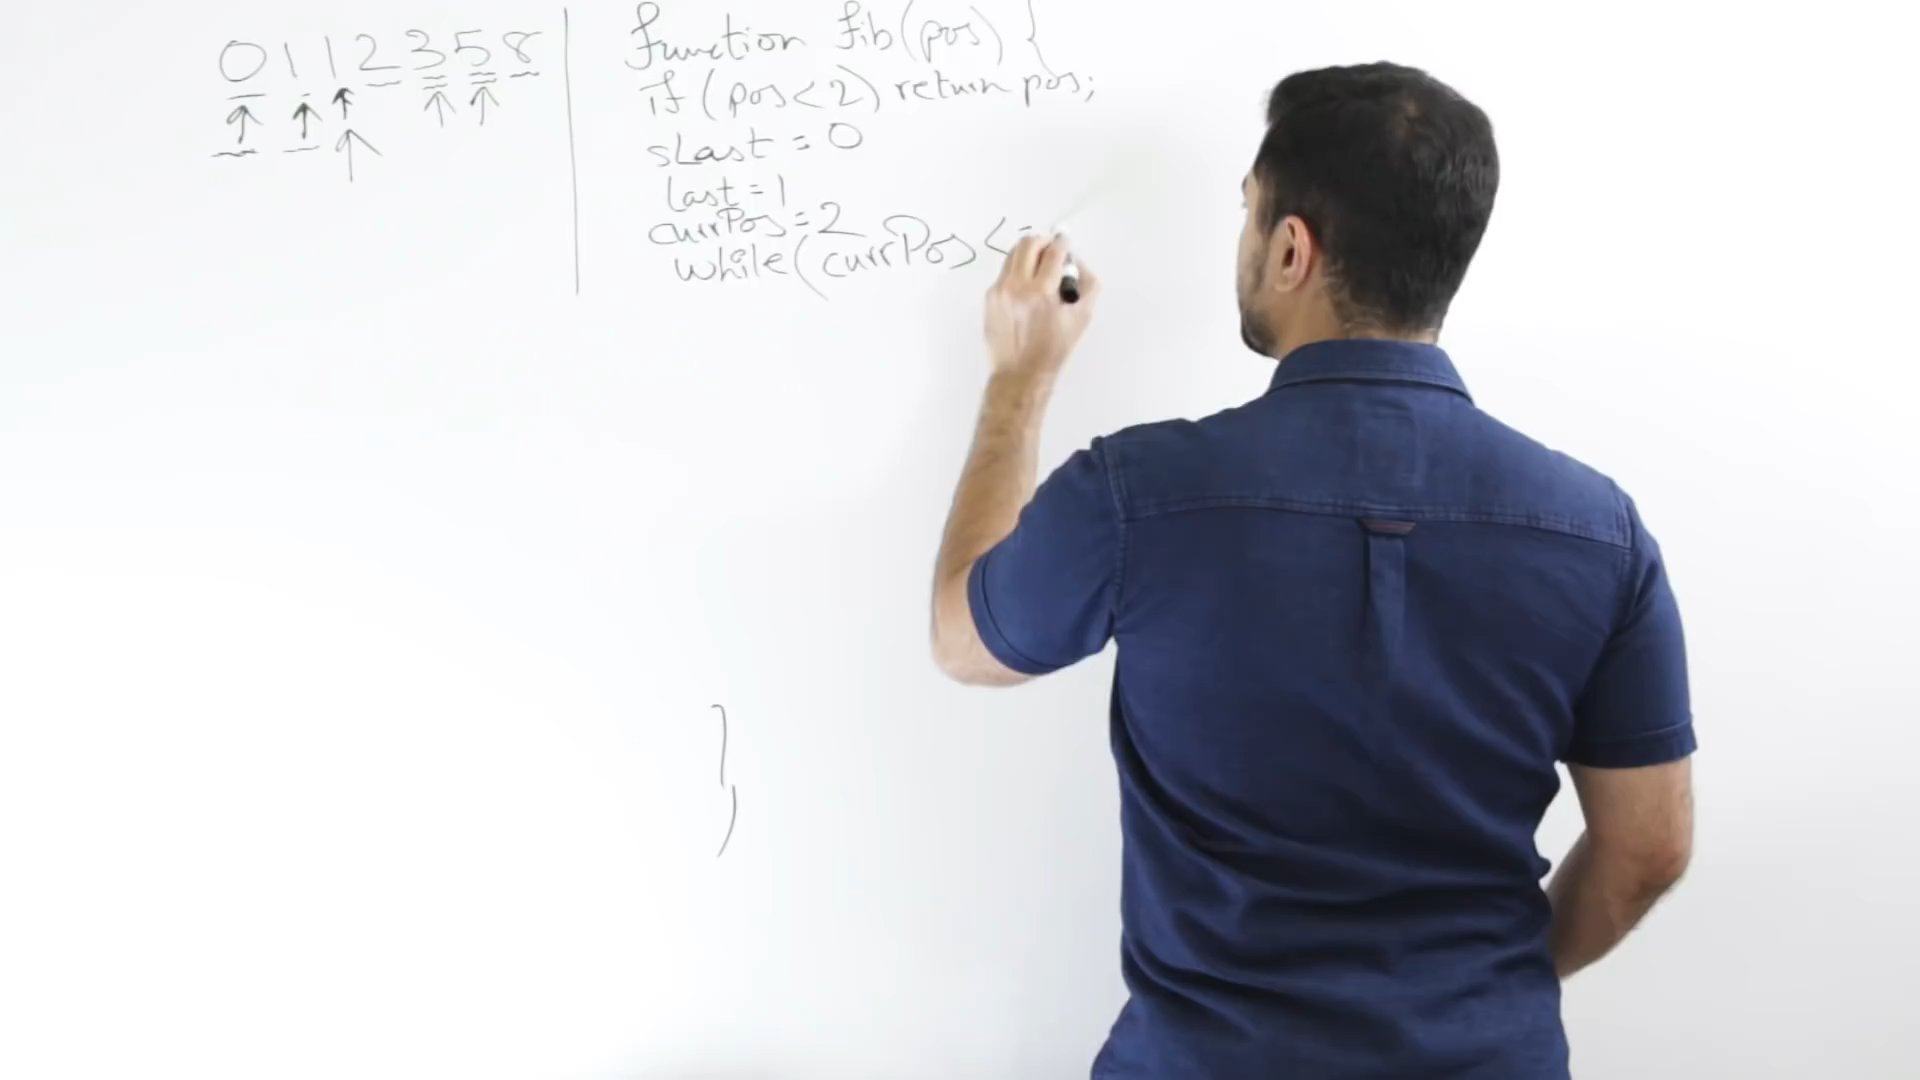 0 1 1 2 3 5 8
function fib(pos) {
if (pos<2) return pos;
sLast = 0
last = 1
currPos = 2
while(currPos <=
}
)